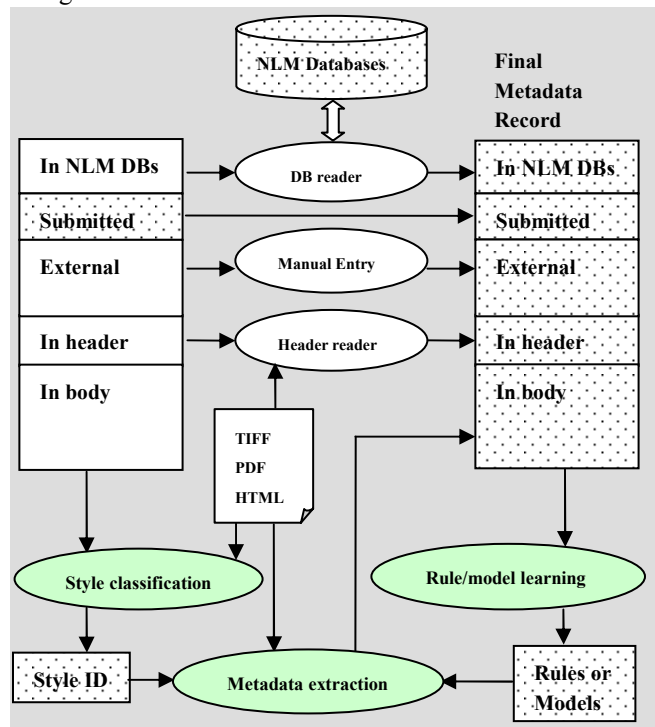 NLM Databases
Final
Metadata
Record
In NLM DBs
DB reader
In NLM DBs
Submitted
Submitted
External
Manual Entry
External
In header
Header reader
In header
In body
In body
TIFF
PDF
HTML
Style classification
Rule/model learning
Style ID
Metadata extraction
Rules or
Models